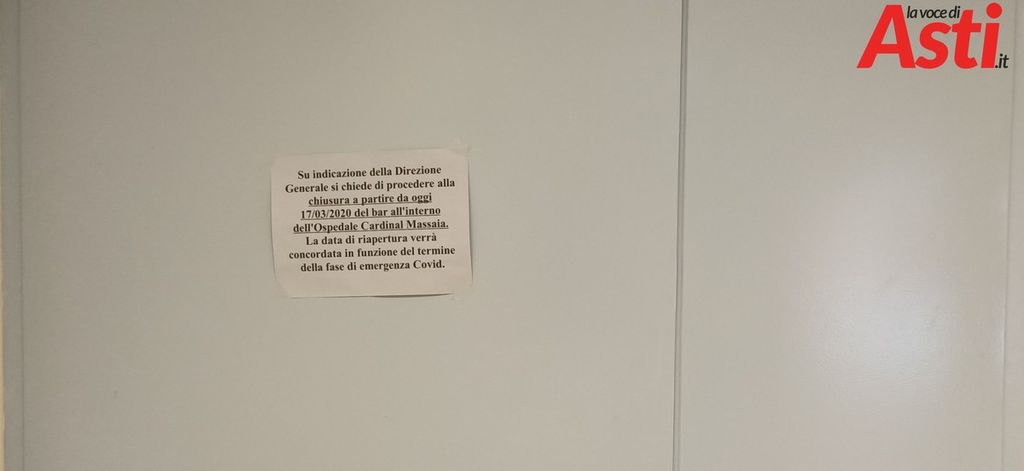 la voce di
Asti.it
Su indicazione della Direzione
Generale si chiede di procedere alla
chiusura a partire da oggi
17/03/2020 del bar all'interno
dell'Ospedale Cardinal Massaia.
La data di riapertura verrà
concordata in funzione del termine
della fase di emergenza Covid.